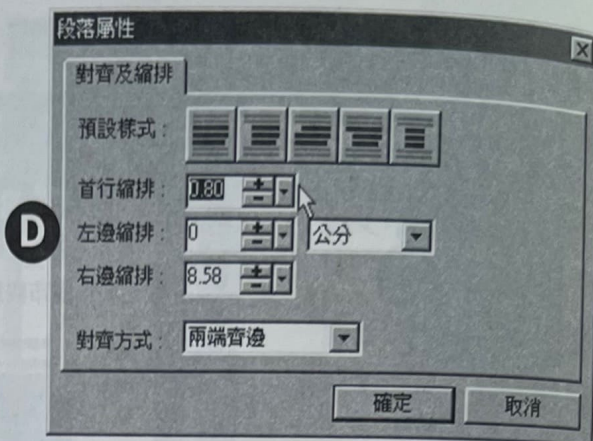 段落屬性
對齊及縮排
預設樣式：
首行縮排： 0.80
D
左邊縮排： 0 公分
右邊縮排： 8.58
對齊方式： 兩端齊邊
確定 取消